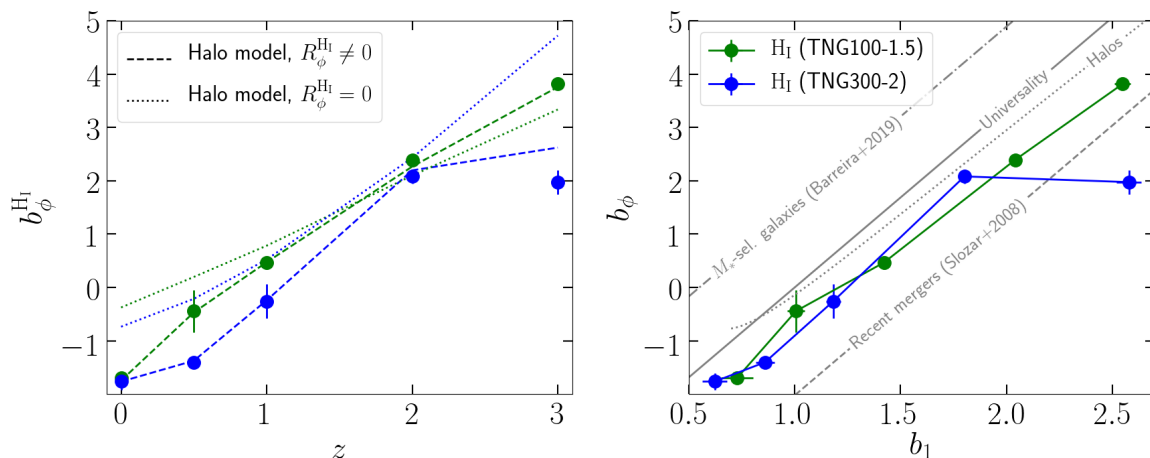 5
4
3
2
1
0
−1
b_ϕ^{H_I}
0
1
2
3
z
Halo model, R_ϕ^{H_I} ≠ 0
Halo model, R_ϕ^{H_I} = 0
5
4
3
2
1
0
−1
b_ϕ
0.5
1.0
1.5
2.0
2.5
b_1
H_I (TNG100-1.5)
H_I (TNG300-2)
M_*-sel. galaxies (Barreira+2019)
Universality
Halos
Recent mergers (Slozar+2008)